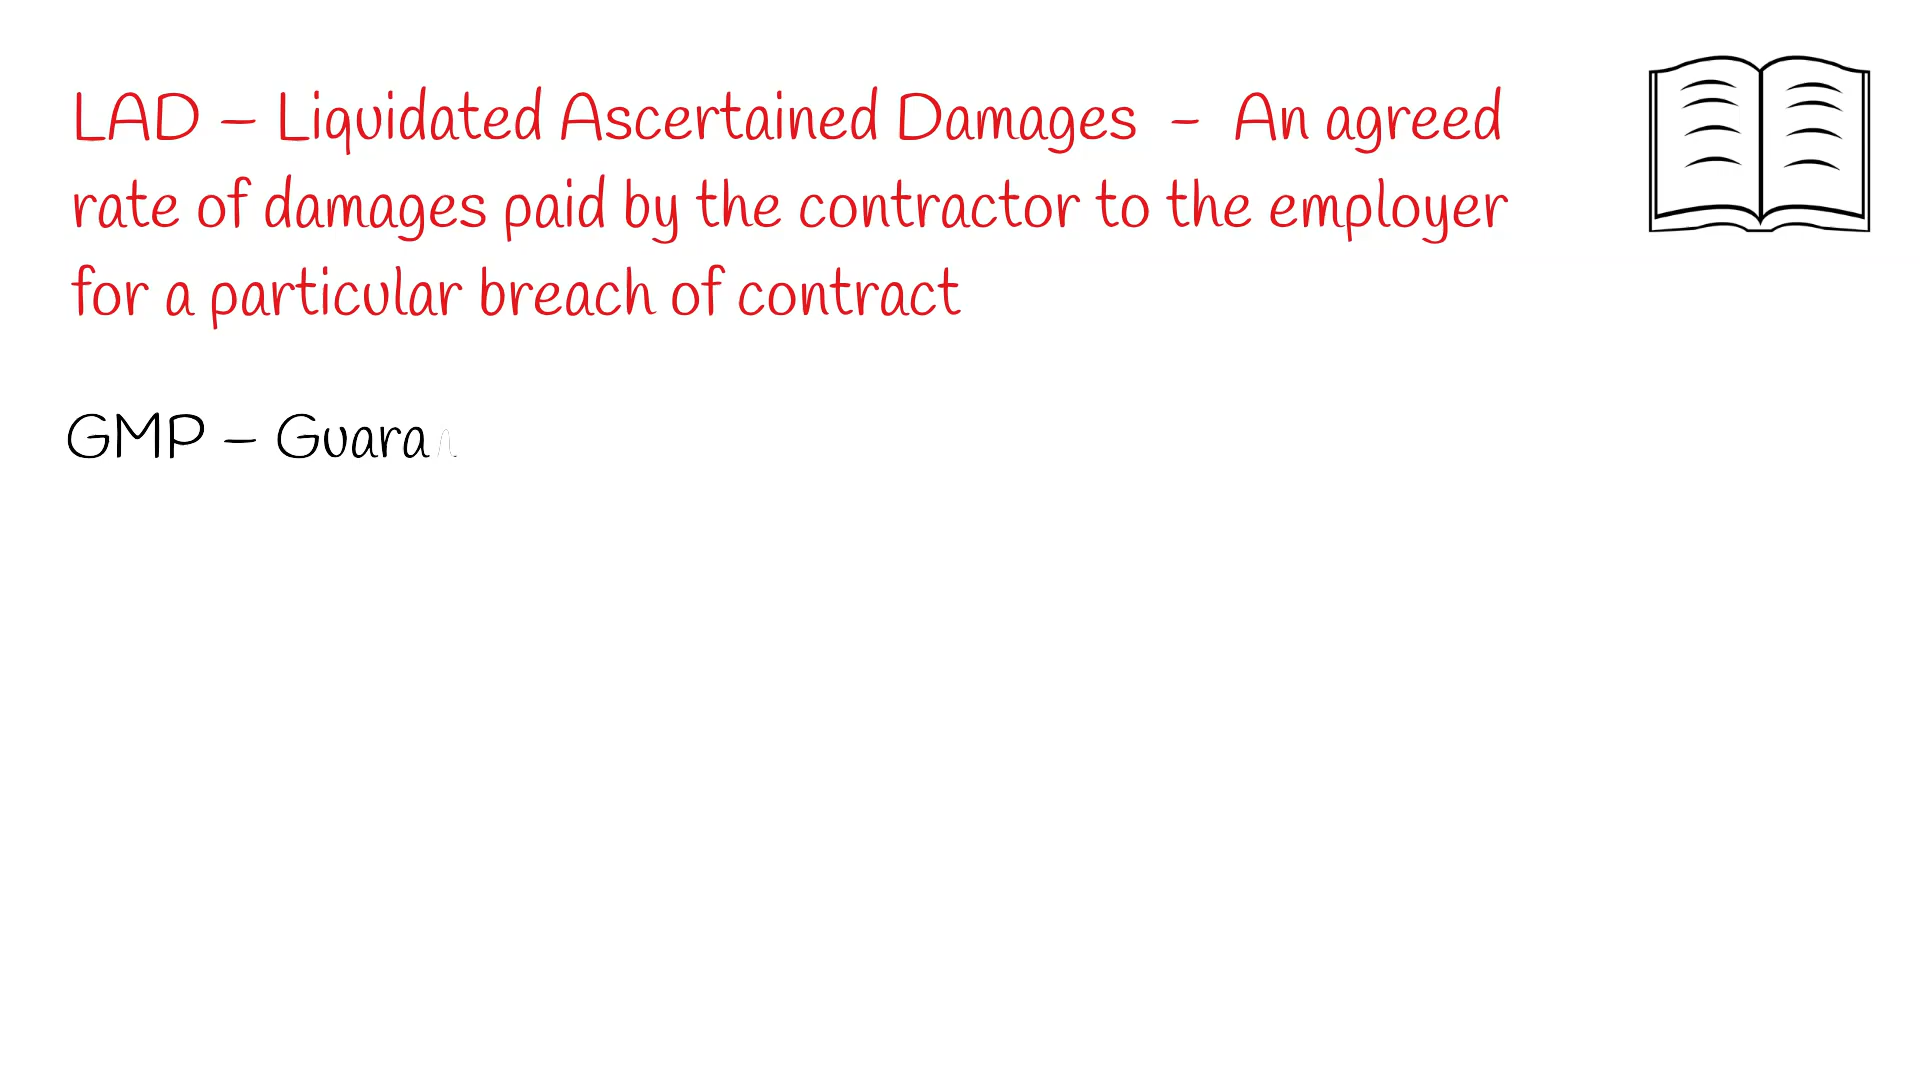 LAD – Liquidated Ascertained Damages - An agreed
rate of damages paid by the contractor to the employer
for a particular breach of contract
GMP – Guara